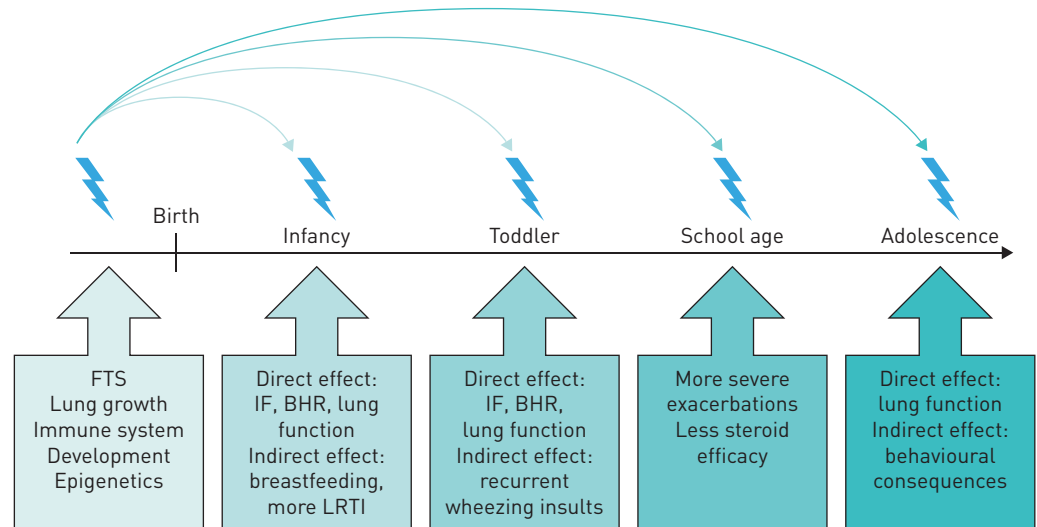 Birth
Infancy
Toddler
School age
Adolescence
FTS
Lung growth
Immune system
Development
Epigenetics
Direct effect:
IF, BHR, lung
function
Indirect effect:
breastfeeding,
more LRTI
Direct effect:
IF, BHR,
lung function
Indirect effect:
recurrent
wheezing insults
More severe
exacerbations
Less steroid
efficacy
Direct effect:
lung function
Indirect effect:
behavioural
consequences